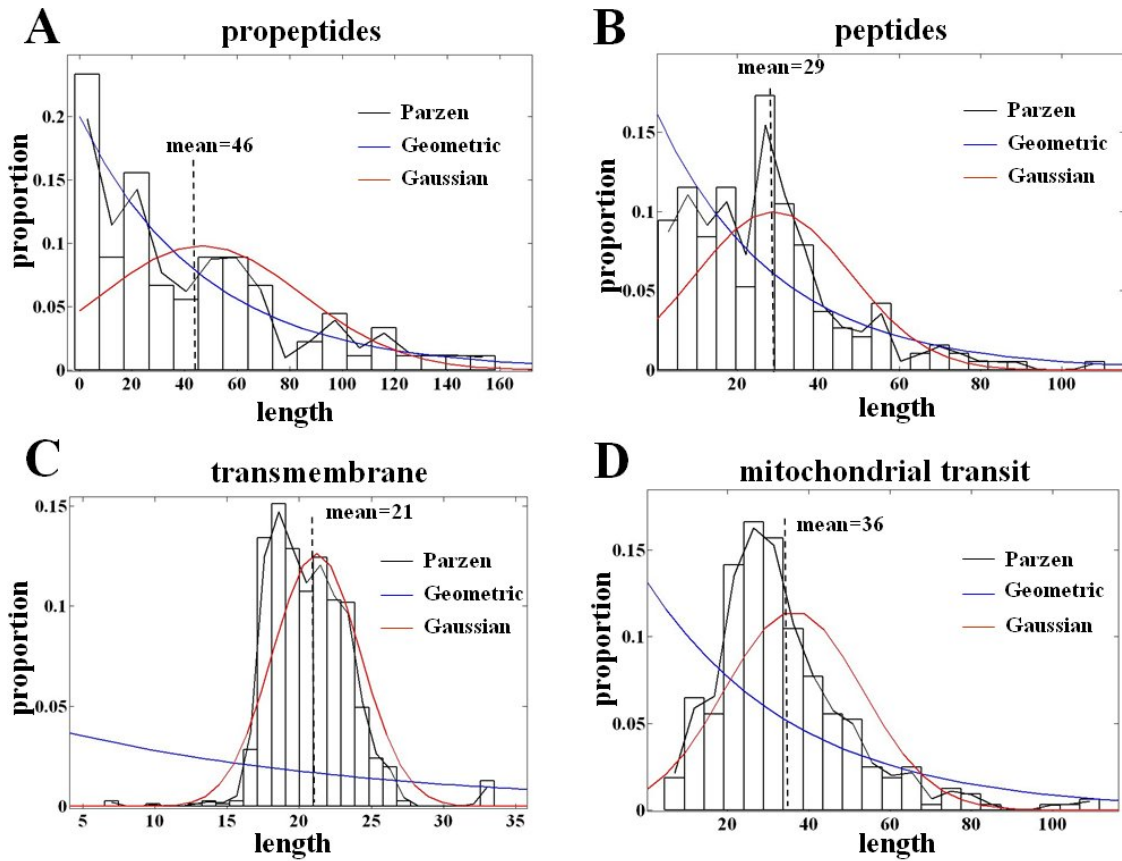 A
propeptides
proportion
0.2
0.15
0.1
0.05
0
mean=46
Parzen
Geometric
Gaussian
0 20 40 60 80 100 120 140 160
length
B
peptides
mean=29
proportion
0.15
0.1
0.05
0
Parzen
Geometric
Gaussian
20 40 60 80 100
length
C
transmembrane
proportion
0.15
0.1
0.05
0
mean=21
Parzen
Geometric
Gaussian
5 10 15 20 25 30 35
length
D
mitochondrial transit
proportion
0.15
0.1
0.05
0
mean=36
Parzen
Geometric
Gaussian
20 40 60 80 100
length